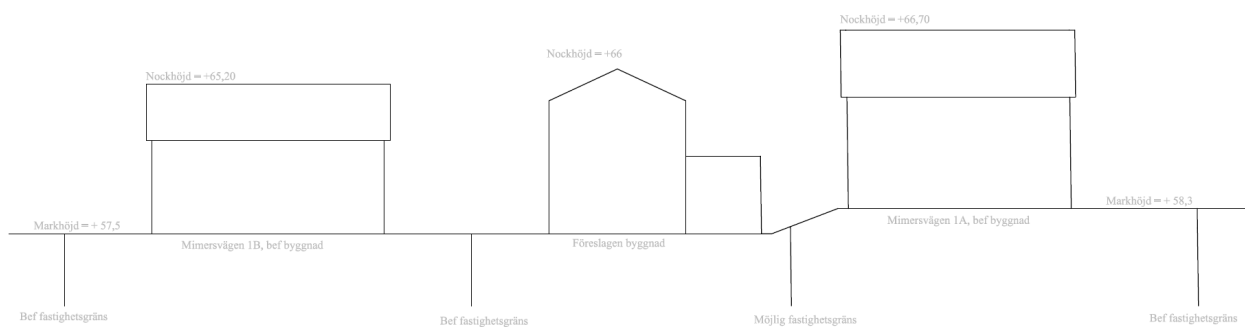 Nockhöjd = +66,70
Nockhöjd = +66
Nockhöjd = +65,20
Markhöjd = + 58,3
Markhöjd = + 57,5
Mimersvägen 1A, bef byggnad
Mimersvägen 1B, bef byggnad
Föreslagen byggnad
Bef fastighetsgräns
Bef fastighetsgräns
Möjlig fastighetsgräns
Bef fastighetsgräns